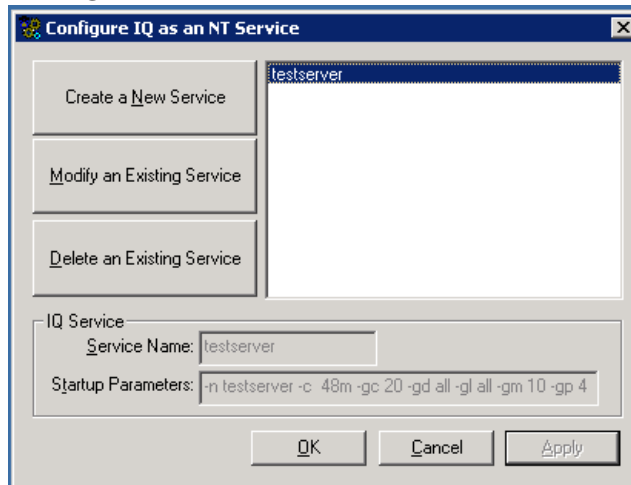 Configure IQ as an NT Service
Create a New Service
testserver
Modify an Existing Service
Delete an Existing Service
IQ Service
Service Name: testserver
Startup Parameters: -n testserver -c 48m -gc 20 -gd all -gl all -gm 10 -gp 4
OK Cancel Apply